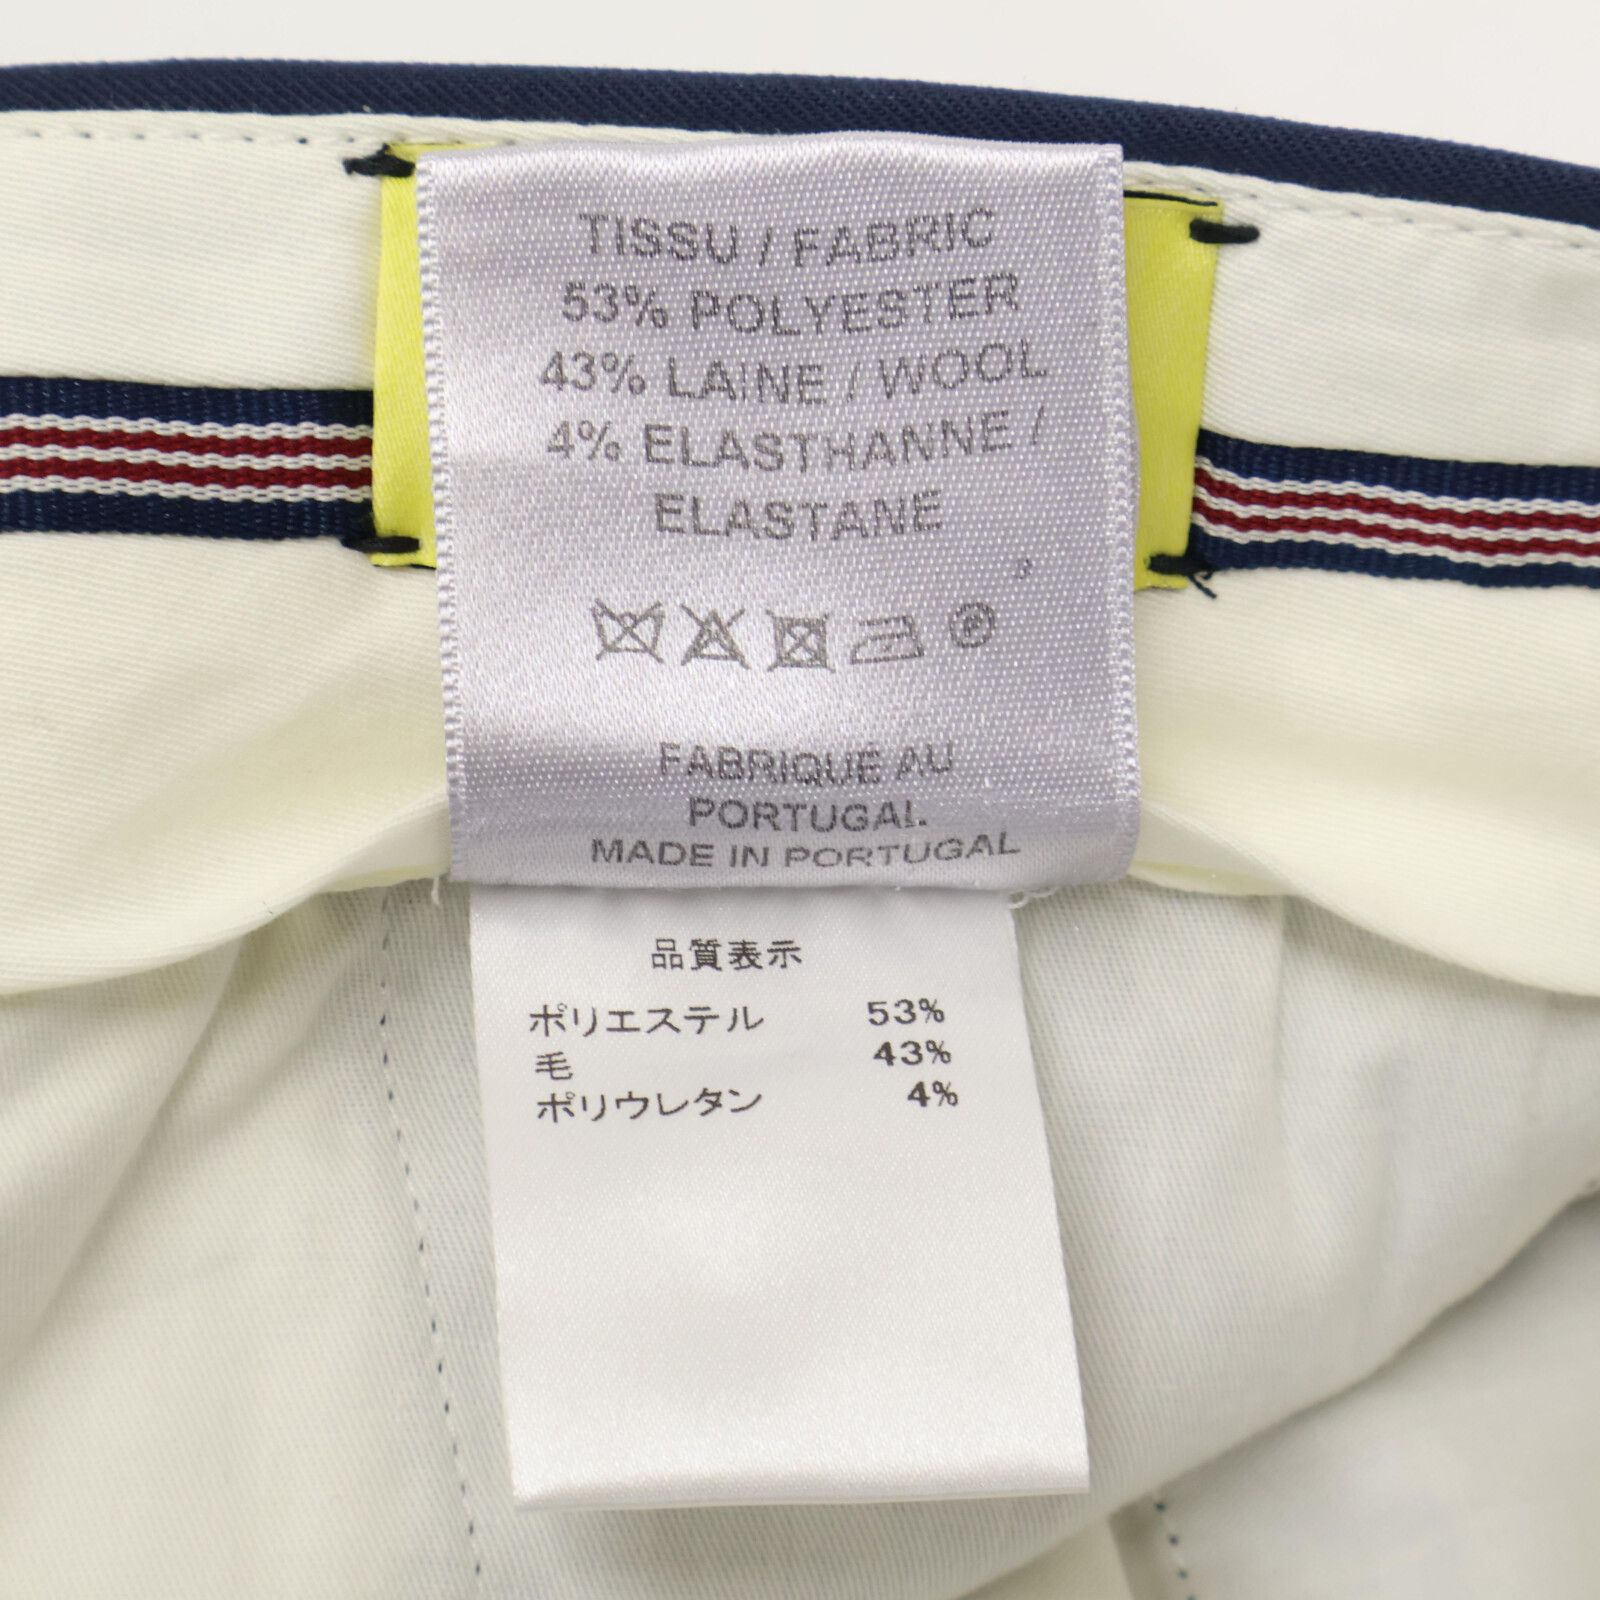 TISSU / FABRIC
53% POLYESTER
43% LAINE / WOOL
4% ELASTHANNE /
ELASTANE
P
FABRIQUÉ AU
PORTUGAL
MADE IN PORTUGAL
品質表示
ポリエステル 53%
毛 43%
ポリウレタン 4%